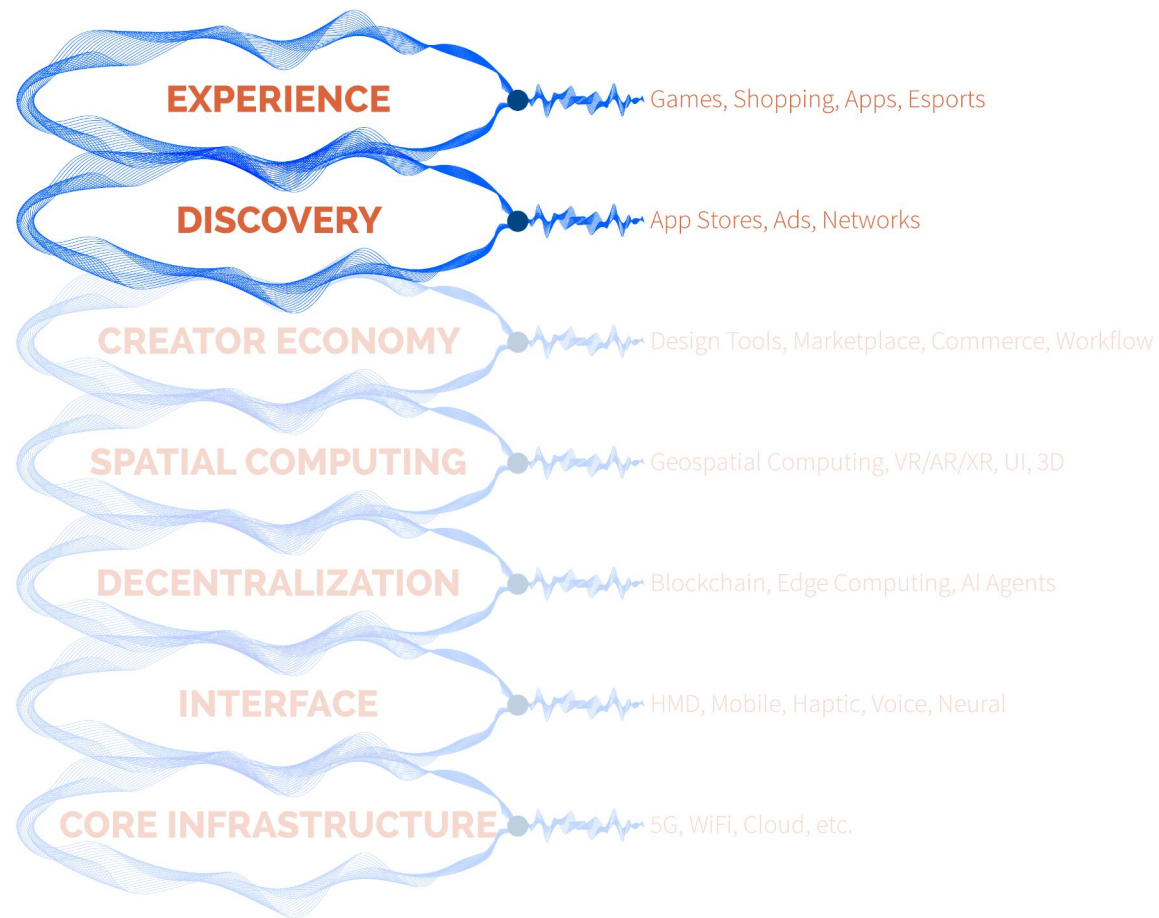 EXPERIENCE
Games, Shopping, Apps, Esports
DISCOVERY
App Stores, Ads, Networks
CREATOR ECONOMY
Design Tools, Marketplace, Commerce, Workflow
SPATIAL COMPUTING
Geospatial Computing, VR/AR/XR, UI, 3D
DECENTRALIZATION
Blockchain, Edge Computing, AI Agents
INTERFACE
HMD, Mobile, Haptic, Voice, Neural
CORE INFRASTRUCTURE
5G, WiFi, Cloud, etc.